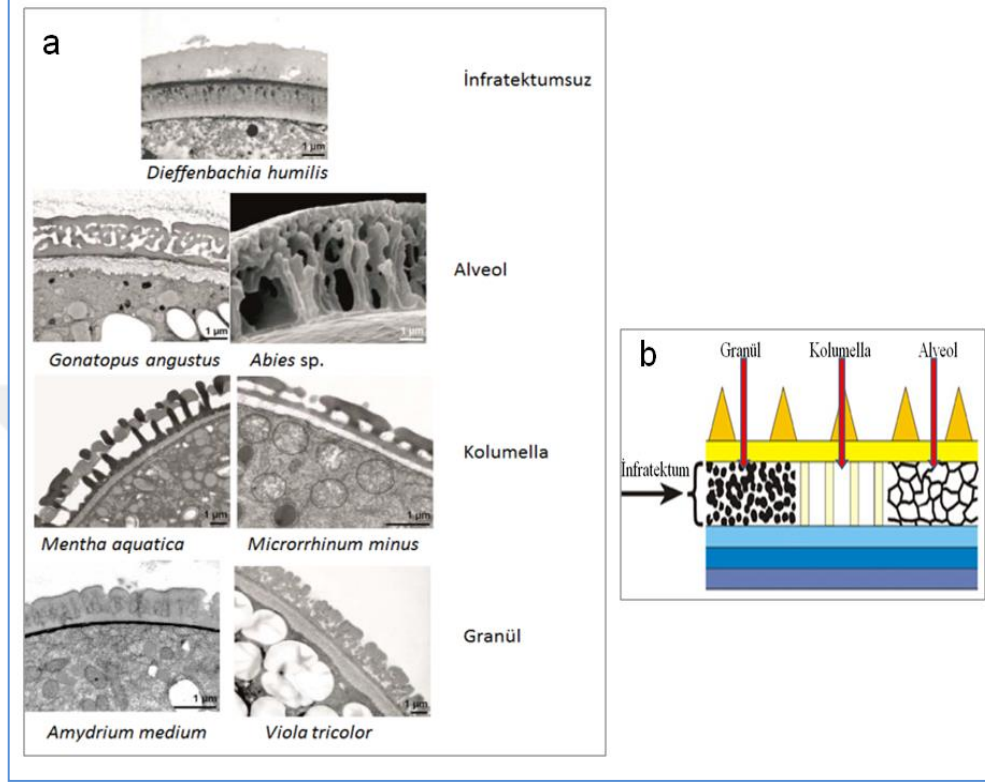 a
İnfratektumsuz
1 µm
Dieffenbachia humilis
Alveol
1 µm
1 µm
Gonatopus angustus
Abies sp.
Kolumella
1 µm
1 µm
Mentha aquatica
Microrrhinum minus
Granül
1 µm
1 µm
Amydrium medium
Viola tricolor
b
Granül
Kolumella
Alveol
İnfratektum